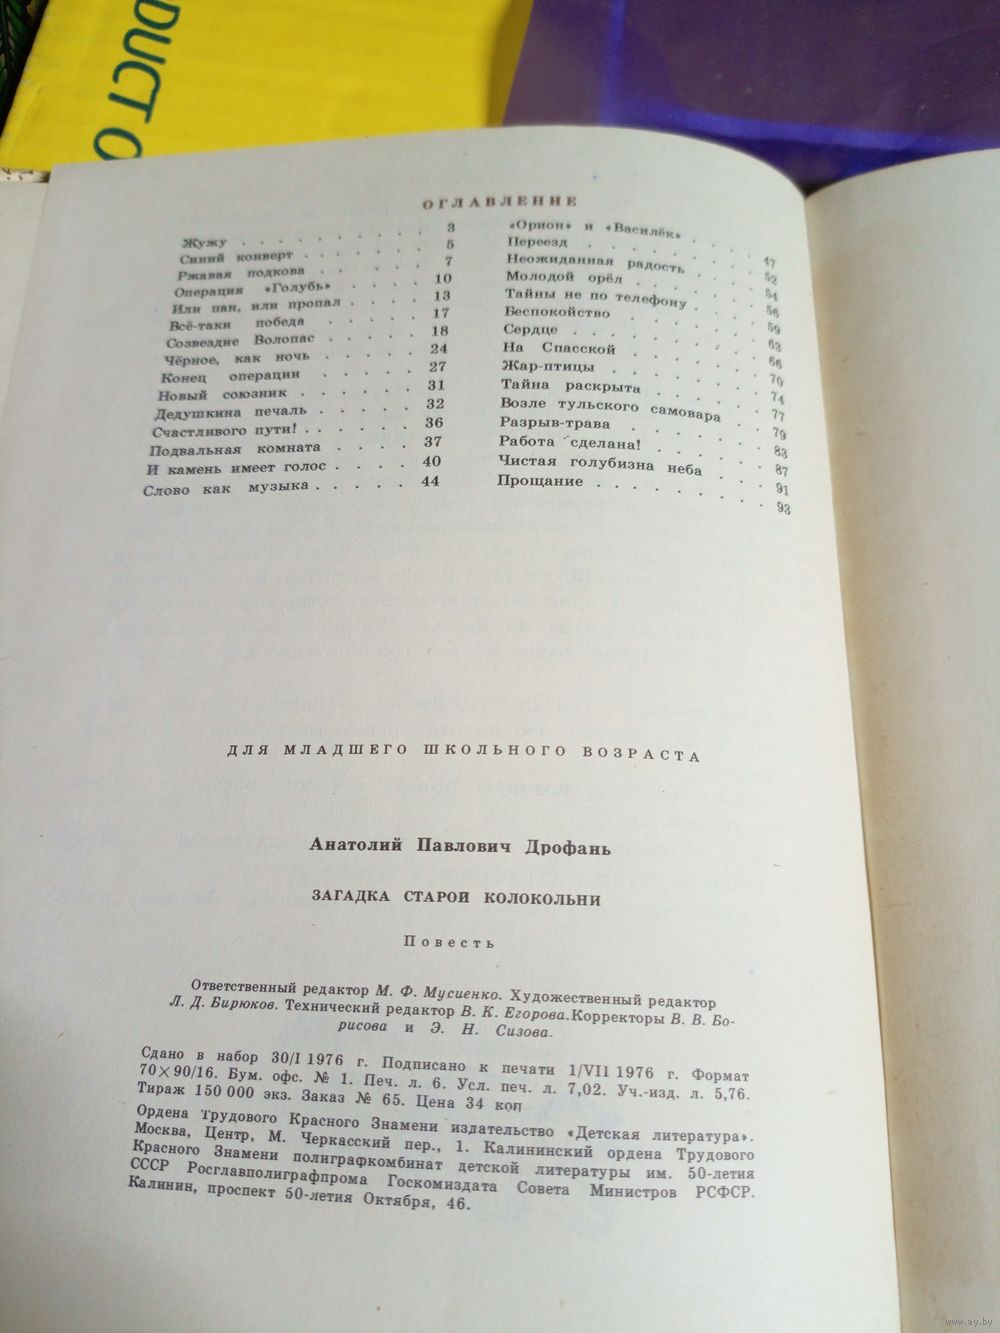 DUCT O
ОГЛАВЛЕНИЕ
Жужу . . . . . . . . . . 3
Синий конверт . . . . . . . 5
Ржавая подкова . . . . . . 7
Операция «Голубь» . . . . . 10
Или пан, или пропал . . . . 13
Всё-таки победа . . . . . . 17
Созвездие Волопас . . . . . 18
Чёрное, как ночь . . . . . 24
Конец операции . . . . . . 27
Новый союзник . . . . . . . 31
Дедушкина печаль . . . . . 32
Счастливого пути! . . . . . . 36
Подвальная комната . . . . 37
И камень имеет голос . . . . 40
Слово как музыка . . . . . 44
«Орион» и «Василёк» . . . . 47
Переезд . . . . . . . . . 52
Неожиданная радость . . . . 54
Молодой орёл . . . . . . . 56
Тайны не по телефону . . . . 59
Беспокойство . . . . . . . 63
Сердце . . . . . . . . . 66
На Спасской . . . . . . . 70
Жар-птицы . . . . . . . . 74
Тайна раскрыта . . . . . . 77
Возле тульского самовара . . . 79
Разрыв-трава . . . . . . . 83
Работа сделана! . . . . . . 87
Чистая голубизна неба . . . . 91
Прощание . . . . . . . . 93
ДЛЯ МЛАДШЕГО ШКОЛЬНОГО ВОЗРАСТА
Анатолий Павлович Дрофань
ЗАГАДКА СТАРОЙ КОЛОКОЛЬНИ
Повесть
Ответственный редактор М. Ф. Мусиенко. Художественный редактор
Л. Д. Бирюков. Технический редактор В. К. Егорова.Корректоры В. В. Бо-
рисова и Э. Н. Сизова.
Сдано в набор 30/I 1976 г. Подписано к печати 1/VII 1976 г. Формат
70×90/16. Бум. офс. № 1. Печ. л. 6. Усл. печ. л. 7,02. Уч.-изд. л. 5,76.
Тираж 150 000 экз. Заказ № 65. Цена 34 коп
Ордена Трудового Красного Знамени издательство «Детская литература».
Москва, Центр, М. Черкасский пер., 1. Калининский ордена Трудового
Красного Знамени полиграфкомбинат детской литературы им. 50-летия
СССР Росглавполиграфпрома Госкомиздата Совета Министров РСФСР.
Калинин, проспект 50-летия Октября, 46.
www.ay.by